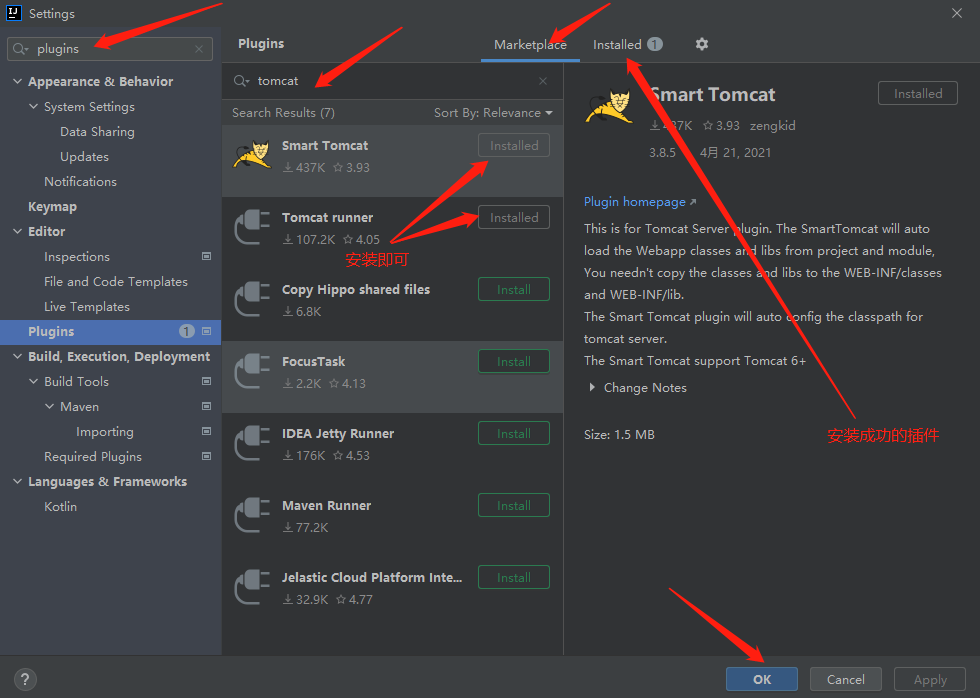 Settings
plugins
Appearance & Behavior
System Settings
Data Sharing
Updates
Notifications
Keymap
Editor
Inspections
File and Code Templates
Live Templates
Plugins 1
Build, Execution, Deployment
Build Tools
Maven
Importing
Required Plugins
Languages & Frameworks
Kotlin
Plugins
Marketplace
Installed 1
tomcat
Search Results (7)
Sort By: Relevance
Smart Tomcat
Installed
437K 3.93
Tomcat runner
Installed
107.2K 4.05
安装即可
Copy Hippo shared files
Install
6.8K
FocusTask
Install
2.2K 4.13
IDEA Jetty Runner
Install
176K 4.53
Maven Runner
Install
77.2K
Jelastic Cloud Platform Inte...
Install
32.9K 4.77
Smart Tomcat
Installed
437K 3.93 zengkid
3.8.5 4月 21, 2021
Plugin homepage
This is for Tomcat Server plugin. The SmartTomcat will auto
load the Webapp classes and libs from project and module,
You needn't copy the classes and libs to the WEB-INF/classes
and WEB-INF/lib.
The Smart Tomcat plugin will auto config the classpath for
tomcat server.
The Smart Tomcat support Tomcat 6+
Change Notes
Size: 1.5 MB
安装成功的插件
?
OK
Cancel
Apply